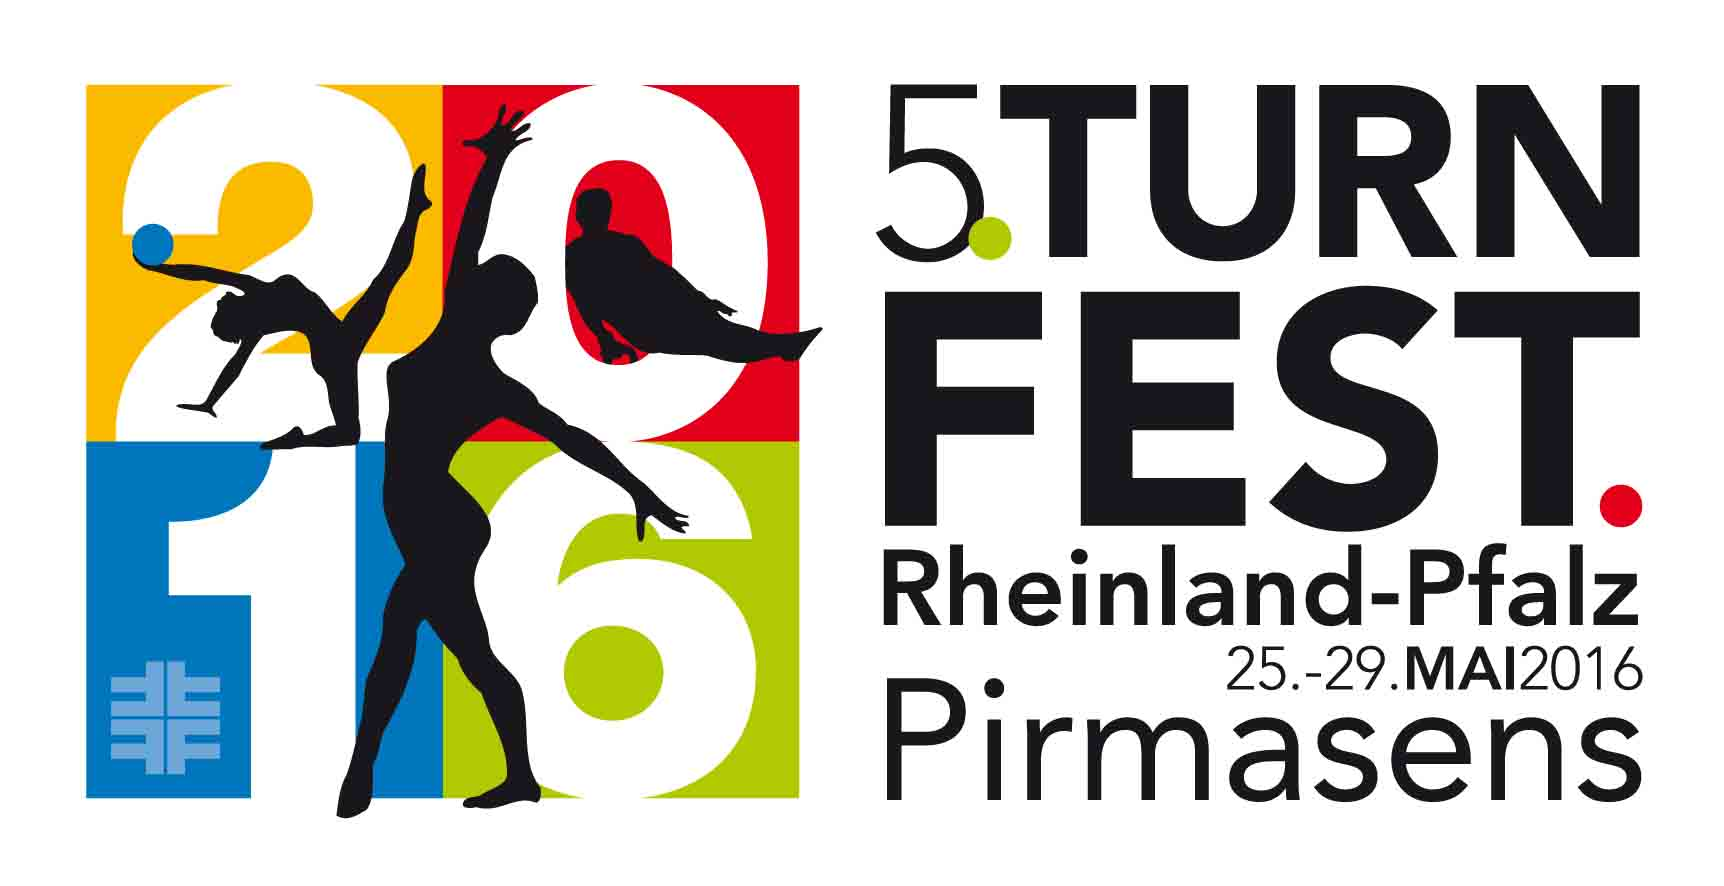 2016
5.TURN
FEST.
Rheinland-Pfalz
25.-29.MAI2016
Pirmasens